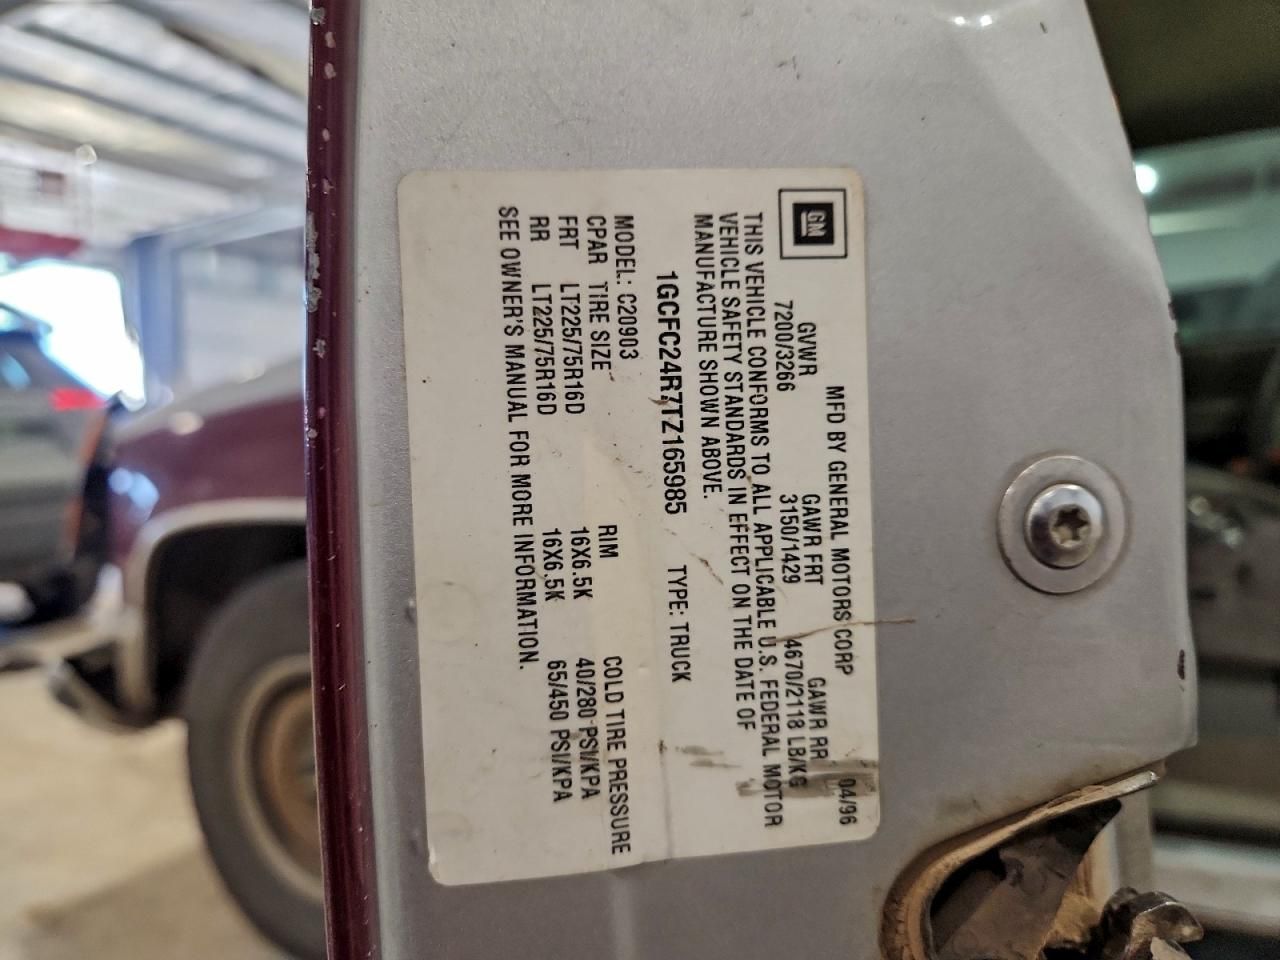 GM
MFD BY GENERAL MOTORS CORP 04/96
GVWR GAWR FRT GAWR RR
7200/3266 3150/1429 4670/2118 LB/KG
THIS VEHICLE CONFORMS TO ALL APPLICABLE U.S. FEDERAL MOTOR
VEHICLE SAFETY STANDARDS IN EFFECT ON THE DATE OF
MANUFACTURE SHOWN ABOVE.
1GCFC24R7TZ165985 TYPE: TRUCK
MODEL: C20903
CPAR TIRE SIZE RIM COLD TIRE PRESSURE
FRT LT225/75R16D 16X6.5K 40/280 PSI/KPA
RR LT225/75R16D 16X6.5K 65/450 PSI/KPA
SEE OWNER'S MANUAL FOR MORE INFORMATION.